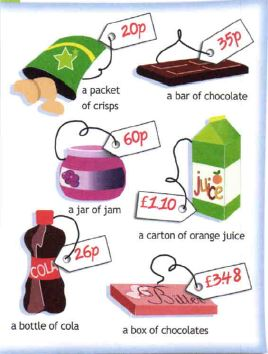 20p
35p
a packet
of crisps
a bar of chocolate
60p
a jar of jam
juice
£1.10
a carton of orange juice
COLA
26p
a bottle of cola
£3.48
a box of chocolates